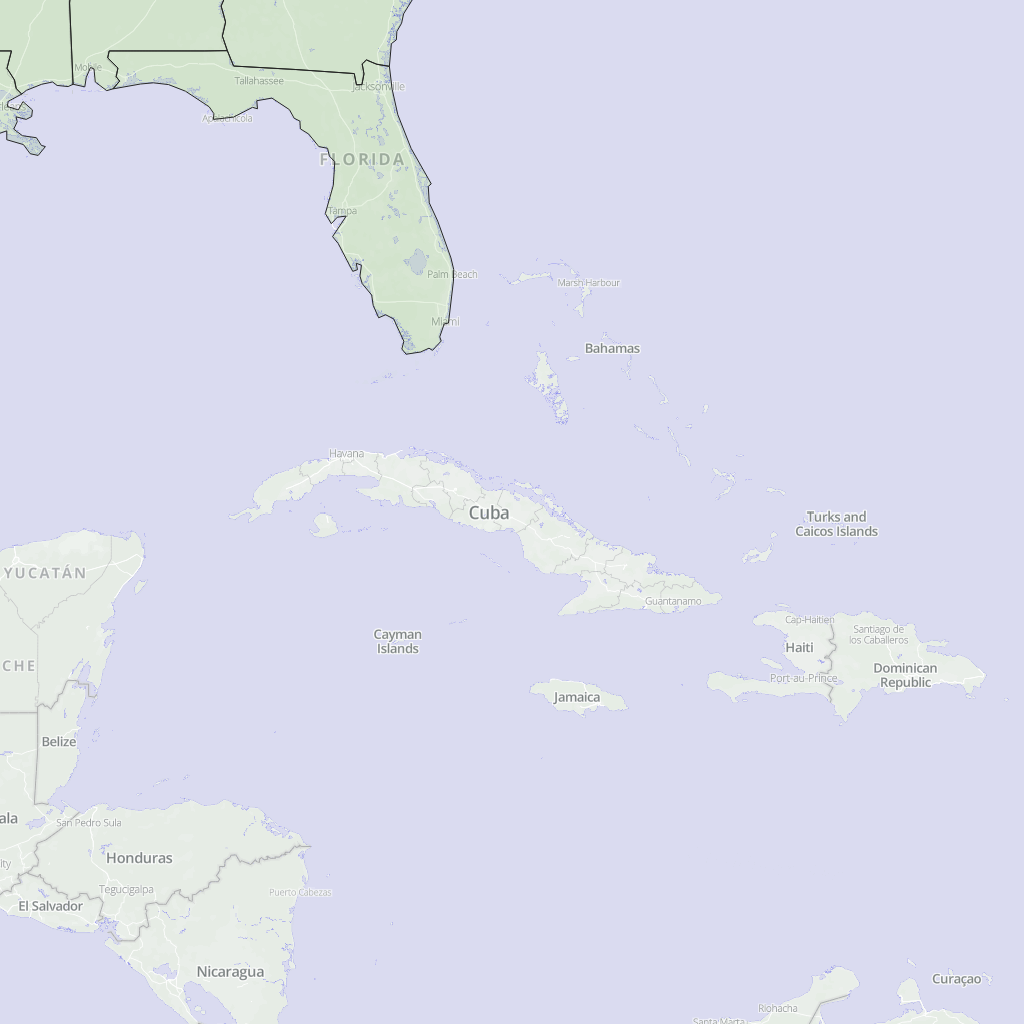 Mobile
Tallahassee
Jacksonville
Apalachicola
FLORIDA
Tampa
Palm Beach
Marsh Harbour
Miami
Bahamas
Havana
Cuba
Turks and
Caicos Islands
YUCATÁN
Guantanamo
Cap-Haitien
Santiago de
los Caballeros
Cayman
Islands
Haiti
CHE
Dominican
Republic
Port-au-Prince
Jamaica
Belize
ala
San Pedro Sula
Honduras
ity
Tegucigalpa
Puerto Cabezas
El Salvador
Nicaragua
Curaçao
Riohacha
Santa Marta